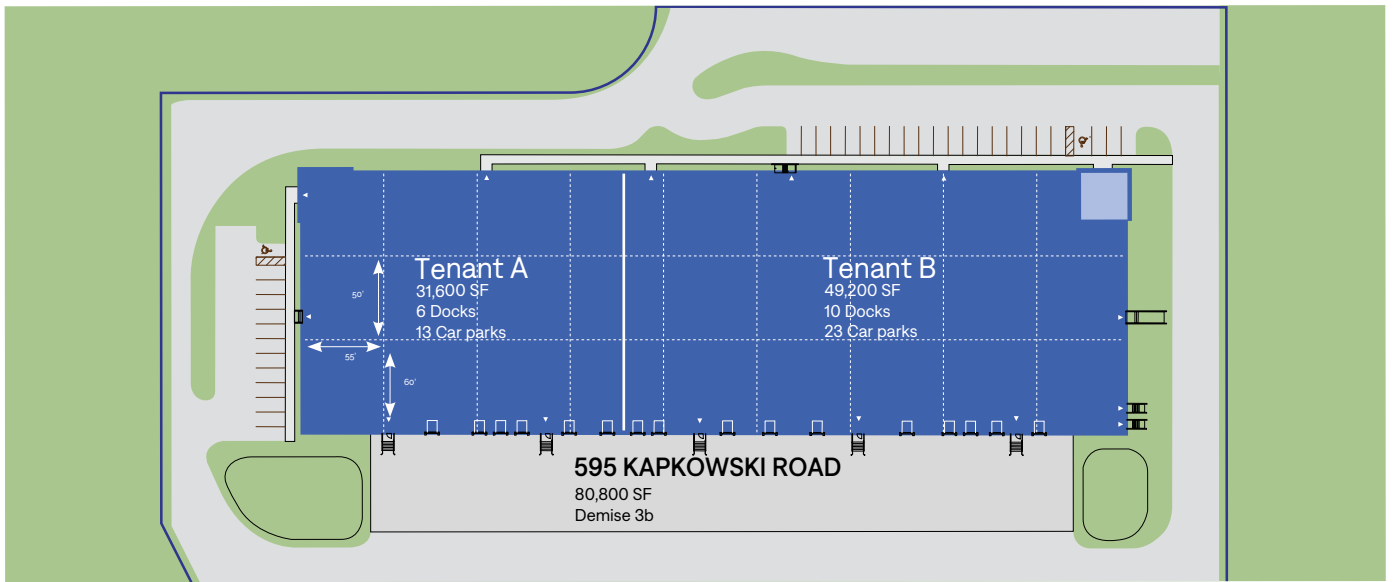 Tenant A
31,600 SF
6 Docks
13 Car parks
Tenant B
49,200 SF
10 Docks
23 Car parks
50'
55'
60'
595 KAPKOWSKI ROAD
80,800 SF
Demise 3b